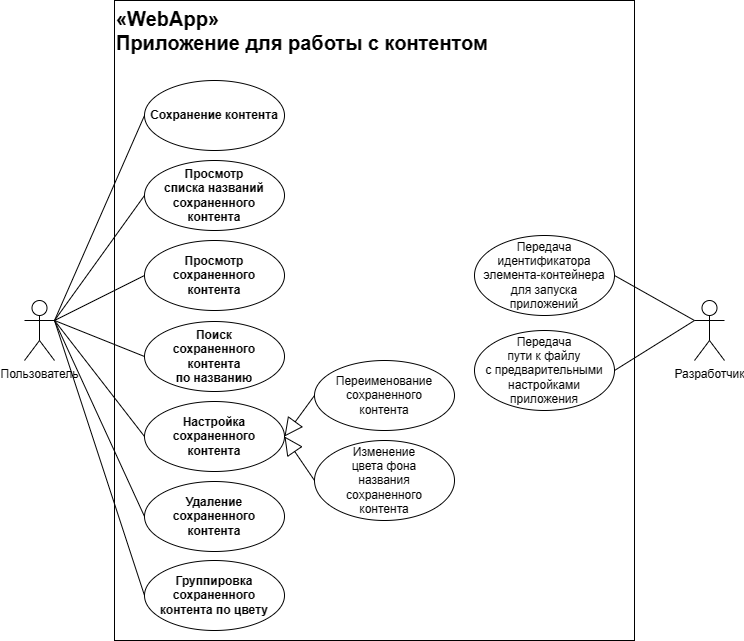 «WebApp»
Приложение для работы с контентом
Сохранение контента
Просмотр
списка названий
сохраненного
контента
Просмотр
сохраненного
контента
Поиск
сохраненного
контента
по названию
Настройка
сохраненного
контента
Удаление
сохраненного
контента
Группировка
сохраненного
контента по цвету
Переименование
сохраненного
контента
Изменение
цвета фона
названия
сохраненного
контента
Передача
идентификатора
элемента-контейнера
для запуска
приложений
Передача
пути к файлу
с предварительными
настройками
приложения
Пользователь
Разработчик